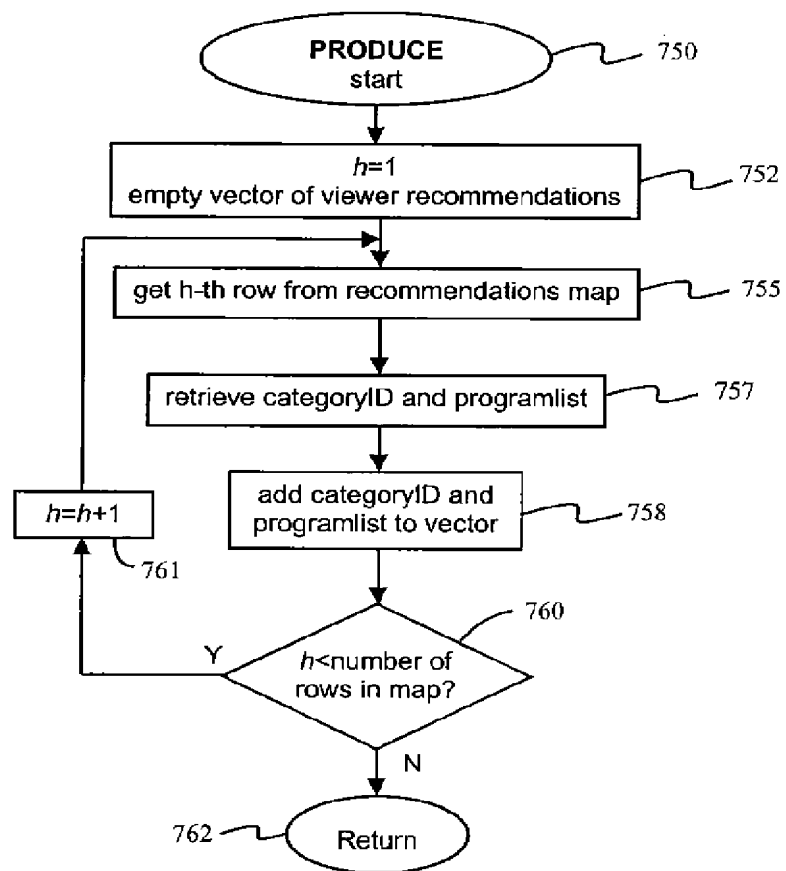 PRODUCE
start
750
h=1
empty vector of viewer recommendations
752
get h-th row from recommendations map
755
retrieve categoryID and programlist
757
add categoryID and
programlist to vector
758
h=h+1
761
760
Y
h<number of
rows in map?
N
762
Return